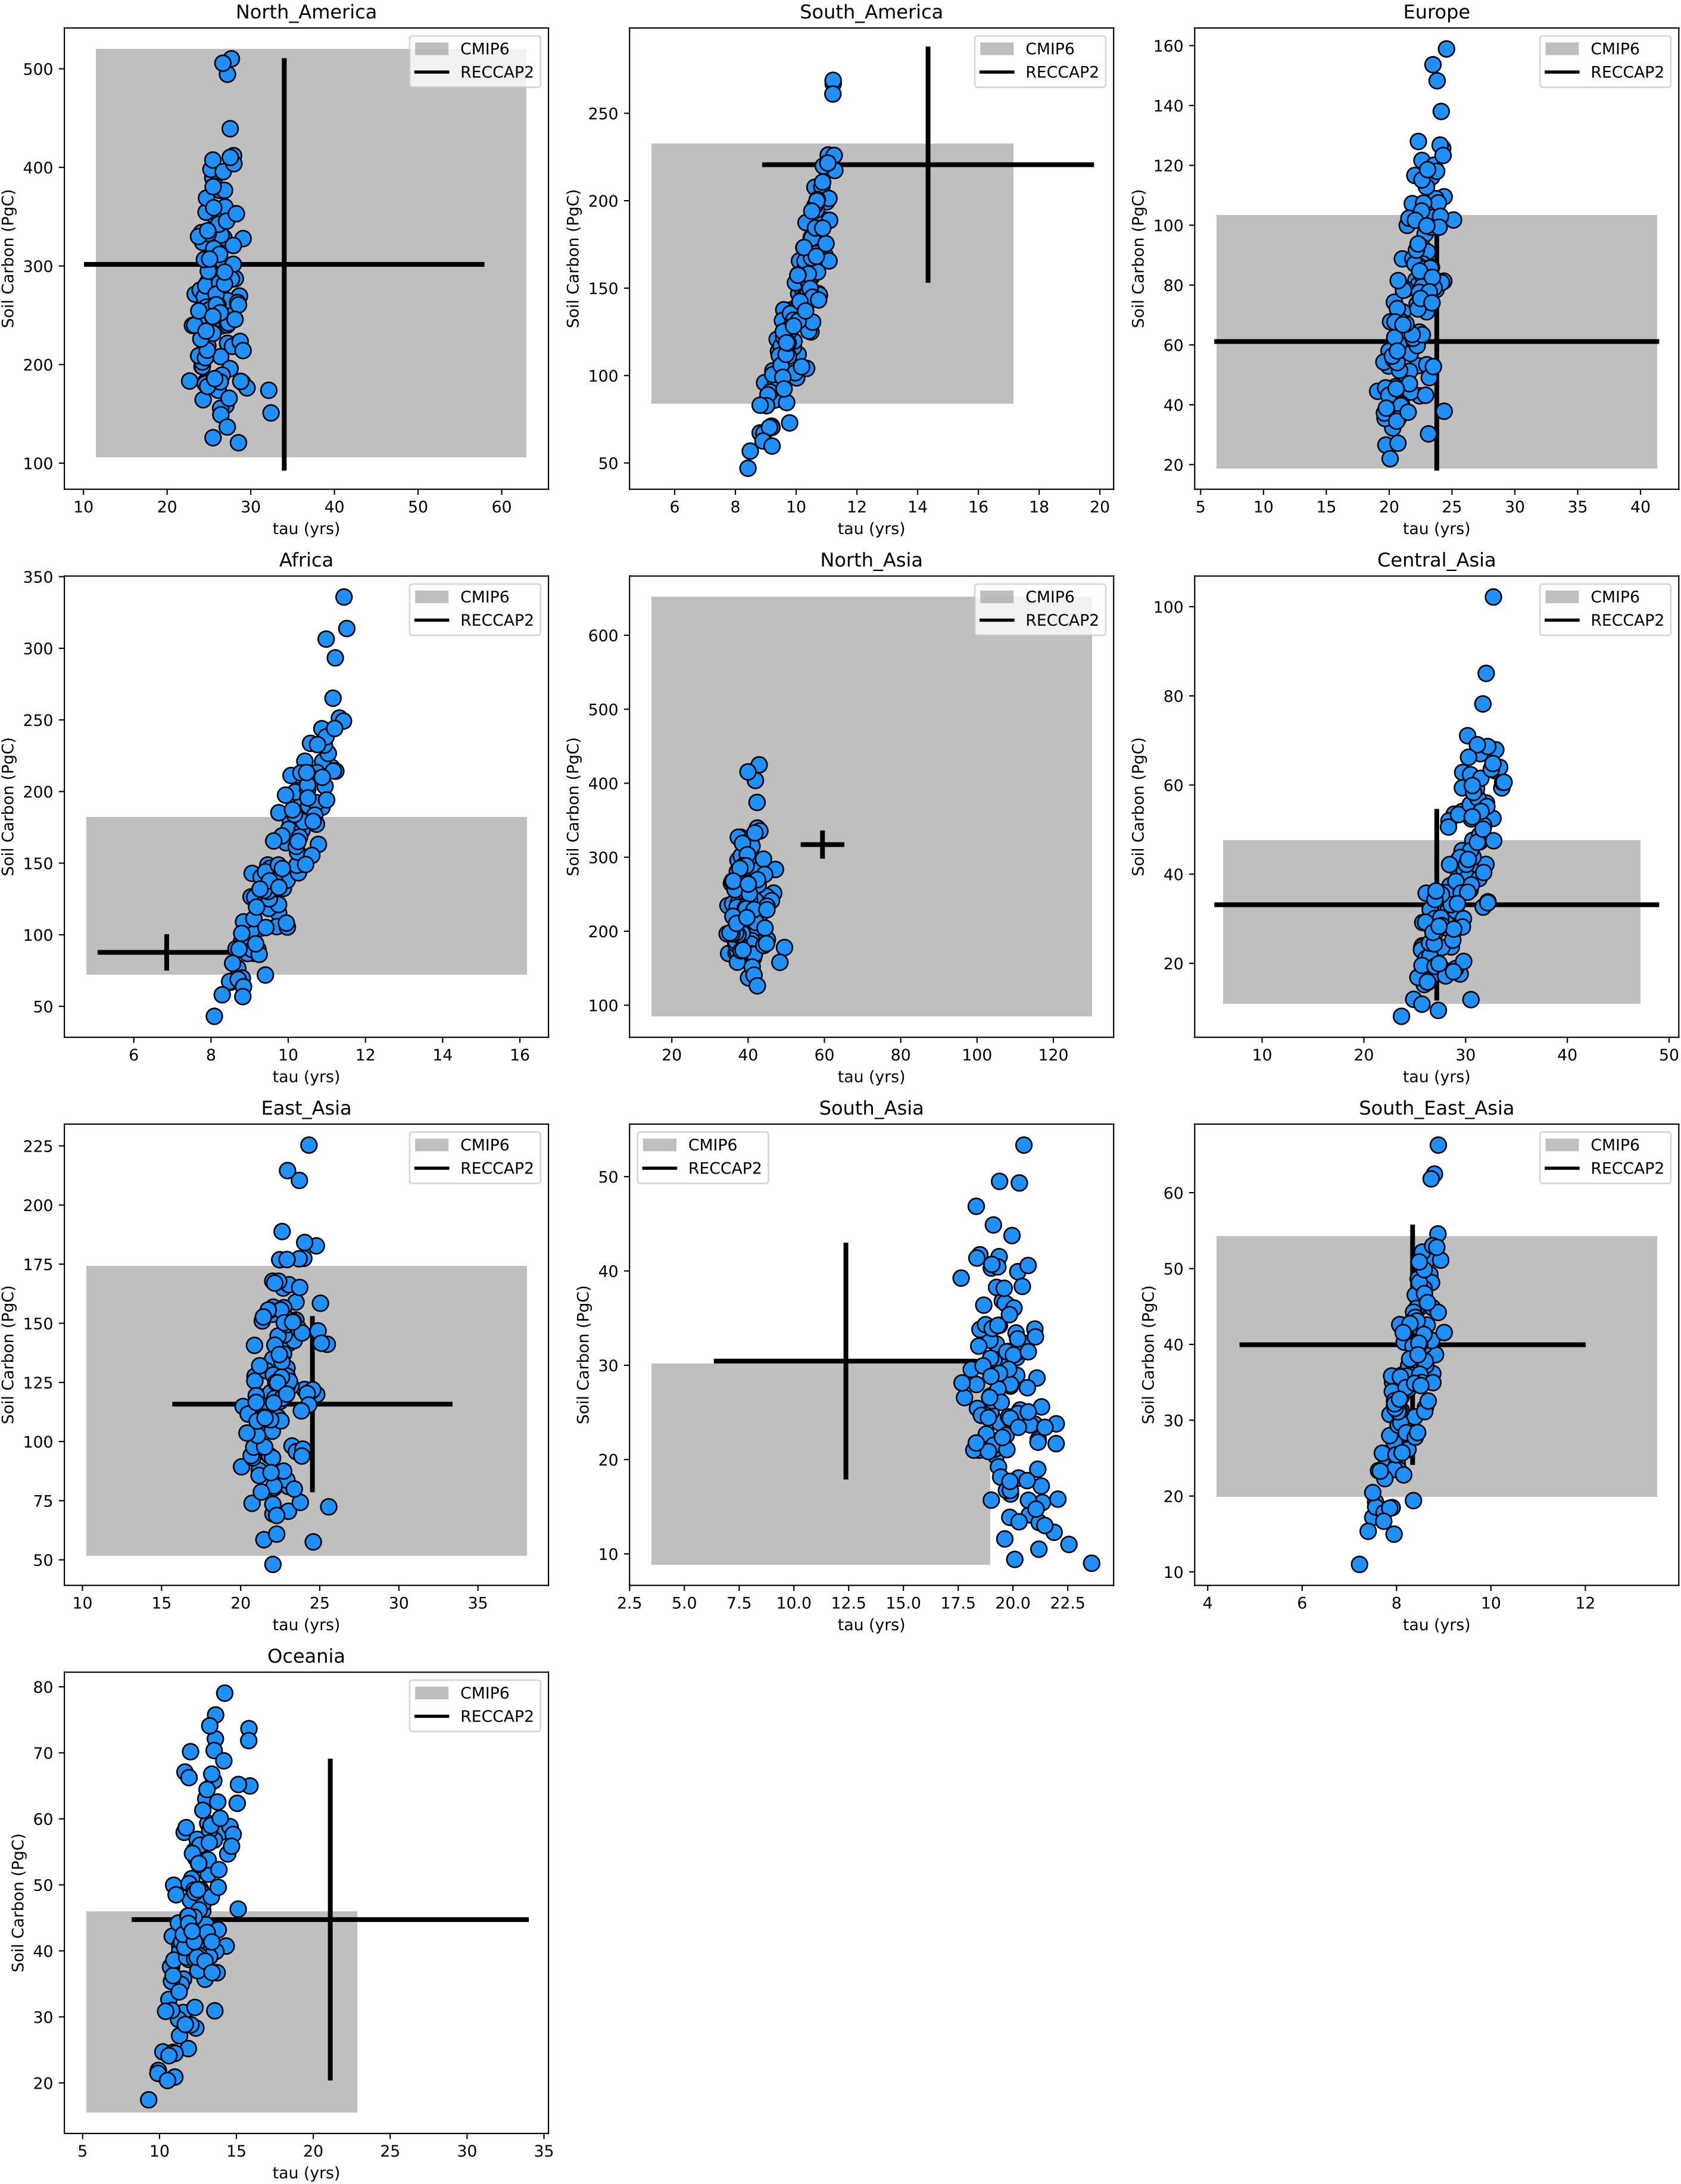 North_America
CMIP6
RECCAP2
500
400
300
200
100
Soil Carbon (PgC)
10 20 30 40 50 60
tau (yrs)
South_America
CMIP6
RECCAP2
250
200
150
100
50
Soil Carbon (PgC)
6 8 10 12 14 16 18 20
tau (yrs)
Europe
CMIP6
RECCAP2
160
140
120
100
80
60
40
20
Soil Carbon (PgC)
5 10 15 20 25 30 35 40
tau (yrs)
Africa
CMIP6
RECCAP2
350
300
250
200
150
100
50
Soil Carbon (PgC)
6 8 10 12 14 16
tau (yrs)
North_Asia
CMIP6
RECCAP2
600
500
400
300
200
100
Soil Carbon (PgC)
20 40 60 80 100 120
tau (yrs)
Central_Asia
CMIP6
RECCAP2
100
80
60
40
20
Soil Carbon (PgC)
10 20 30 40 50
tau (yrs)
East_Asia
CMIP6
RECCAP2
225
200
175
150
125
100
75
50
Soil Carbon (PgC)
10 15 20 25 30 35
tau (yrs)
South_Asia
CMIP6
RECCAP2
50
40
30
20
10
Soil Carbon (PgC)
2.5 5.0 7.5 10.0 12.5 15.0 17.5 20.0 22.5
tau (yrs)
South_East_Asia
CMIP6
RECCAP2
60
50
40
30
20
10
Soil Carbon (PgC)
4 6 8 10 12
tau (yrs)
Oceania
CMIP6
RECCAP2
80
70
60
50
40
30
20
Soil Carbon (PgC)
5 10 15 20 25 30 35
tau (yrs)